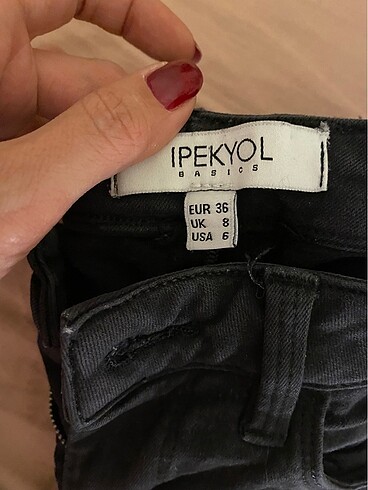 IPEKYOL
BASICS
EUR 36
UK 8
USA 6